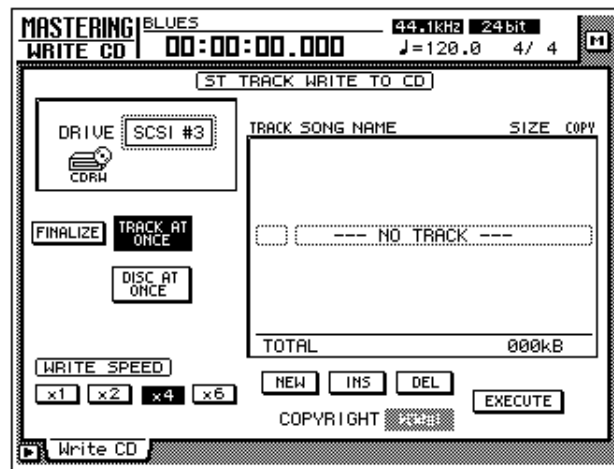 MASTERING BLUES 44.1kHz 24bit
WRITE CD 00:00:00.000 ♩=120.0 4/ 4 M
ST TRACK WRITE TO CD
DRIVE SCSI #3
CDRW
TRACK SONG NAME SIZE COPY
--- NO TRACK ---
FINALIZE TRACK AT ONCE
DISC AT ONCE
TOTAL 000kB
WRITE SPEED
x1 x2 x4 x6
NEW INS DEL
EXECUTE
COPYRIGHT
Write CD